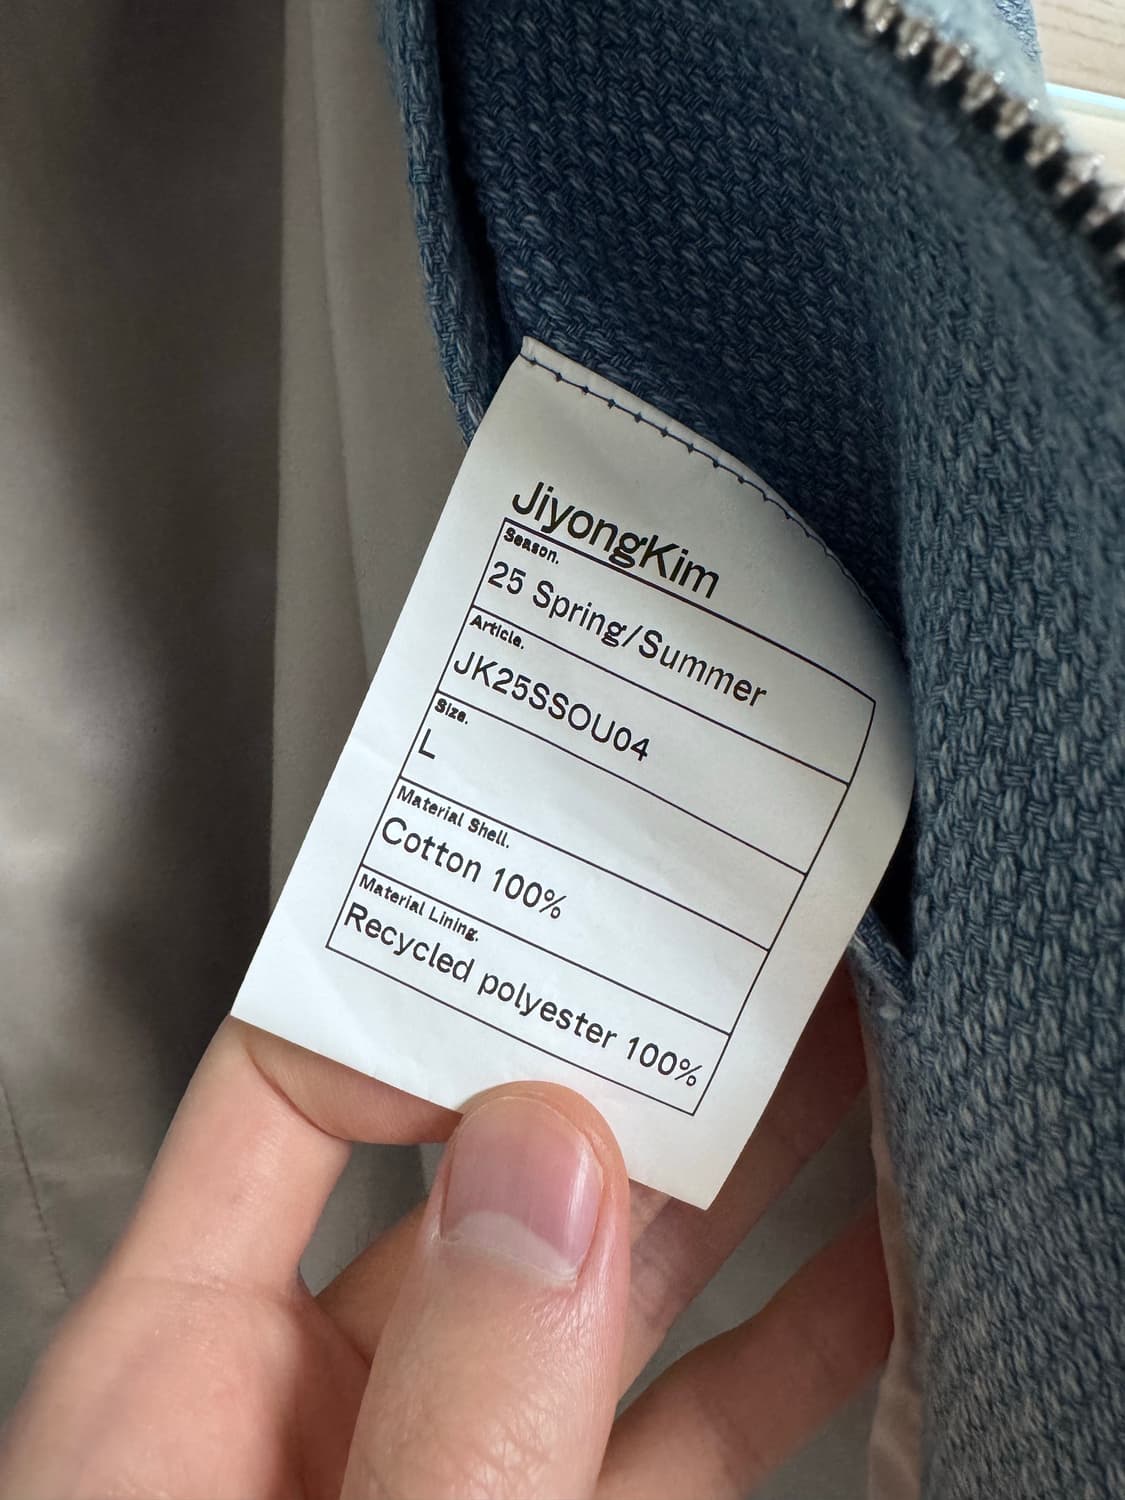 JiyongKim
Season.
25 Spring/Summer
Article.
JK25SSOU04
Size.
L
Material Shell.
Cotton 100%
Material Lining.
Recycled polyester 100%